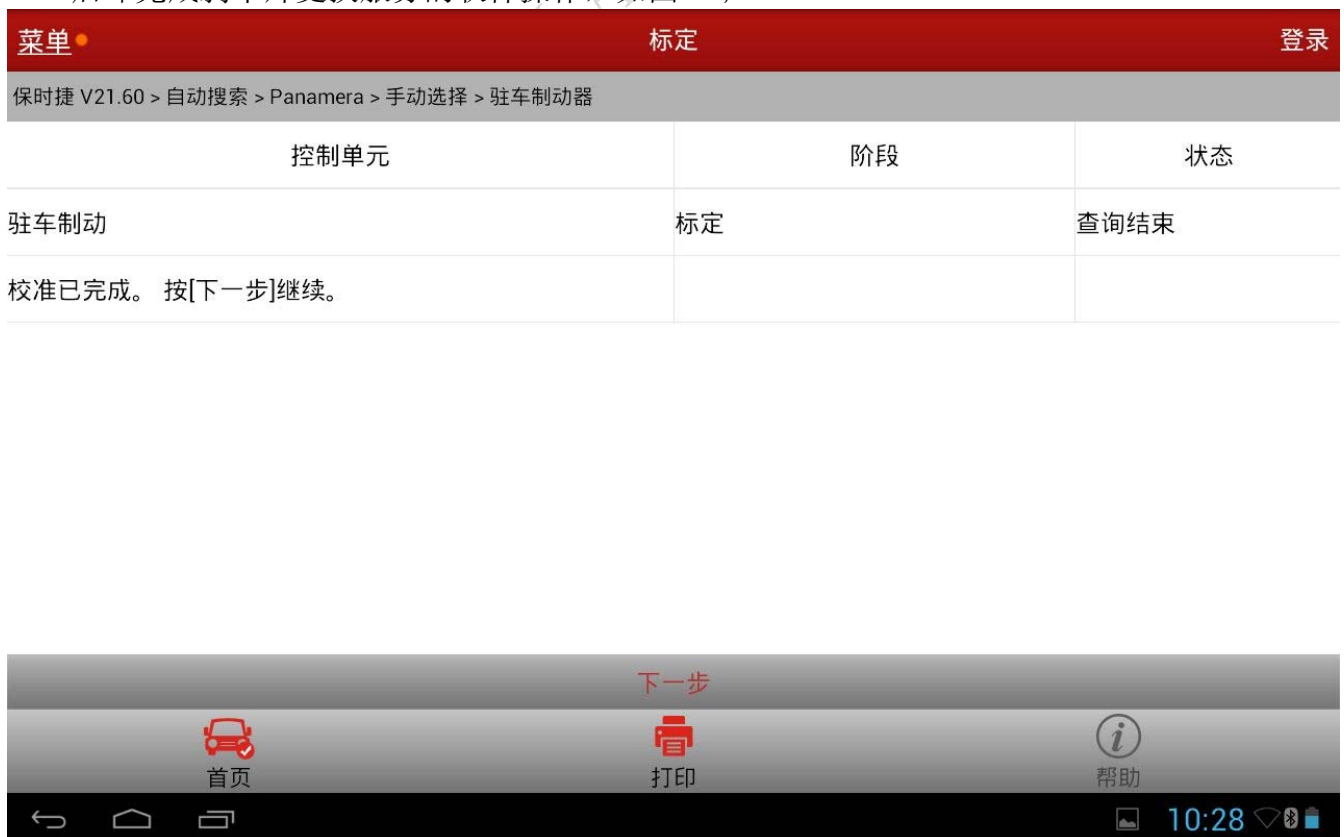 菜单 标定 登录
保时捷 V21.60 > 自动搜索 > Panamera > 手动选择 > 驻车制动器
控制单元 阶段 状态
驻车制动 标定 查询结束
校准已完成。 按[下一步]继续。
下一步
首页 打印 帮助
10:28